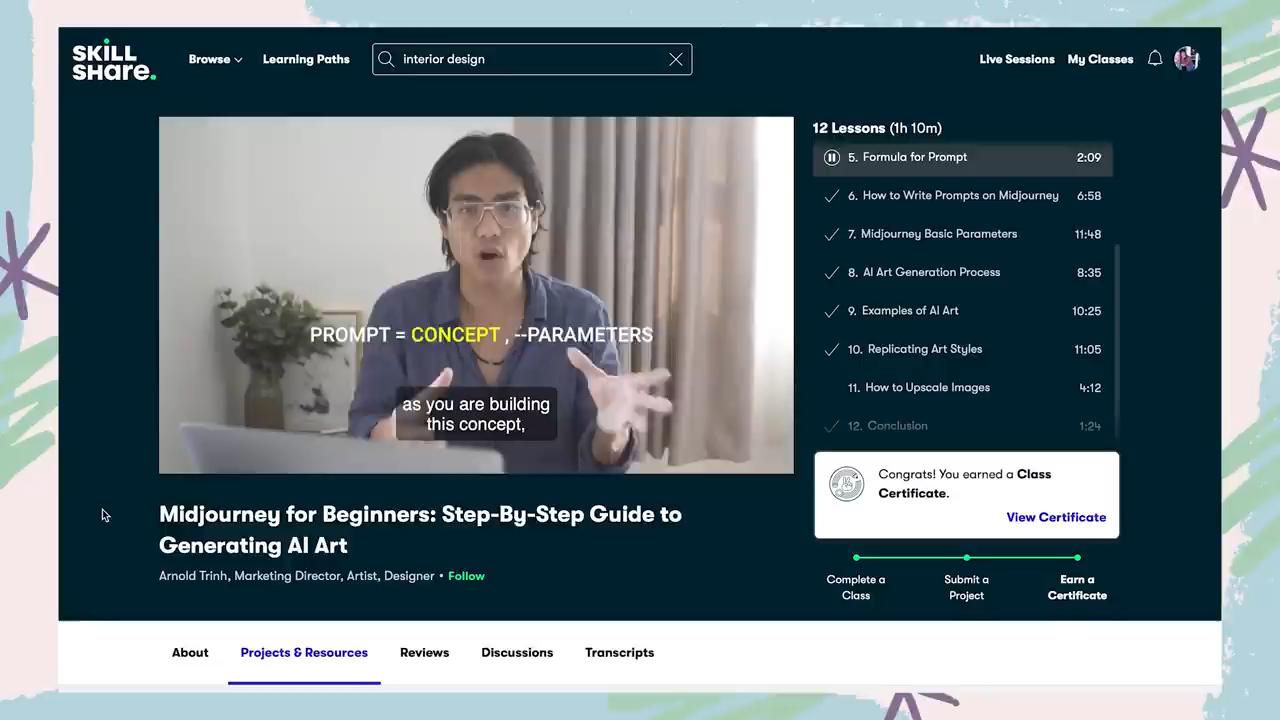 SKILL
SHare.
Browse
Learning Paths
interior design
Live Sessions
My Classes
PROMPT = CONCEPT , --PARAMETERS
as you are building
this concept,
12 Lessons (1h 10m)
5. Formula for Prompt 2:09
6. How to Write Prompts on Midjourney 6:58
7. Midjourney Basic Parameters 11:48
8. AI Art Generation Process 8:35
9. Examples of AI Art 10:25
10. Replicating Art Styles 11:05
11. How to Upscale Images 4:12
12. Conclusion 1:24
Congrats! You earned a Class
Certificate.
View Certificate
Complete a
Class
Submit a
Project
Earn a
Certificate
Midjourney for Beginners: Step-By-Step Guide to
Generating AI Art
Arnold Trinh, Marketing Director, Artist, Designer • Follow
About
Projects & Resources
Reviews
Discussions
Transcripts